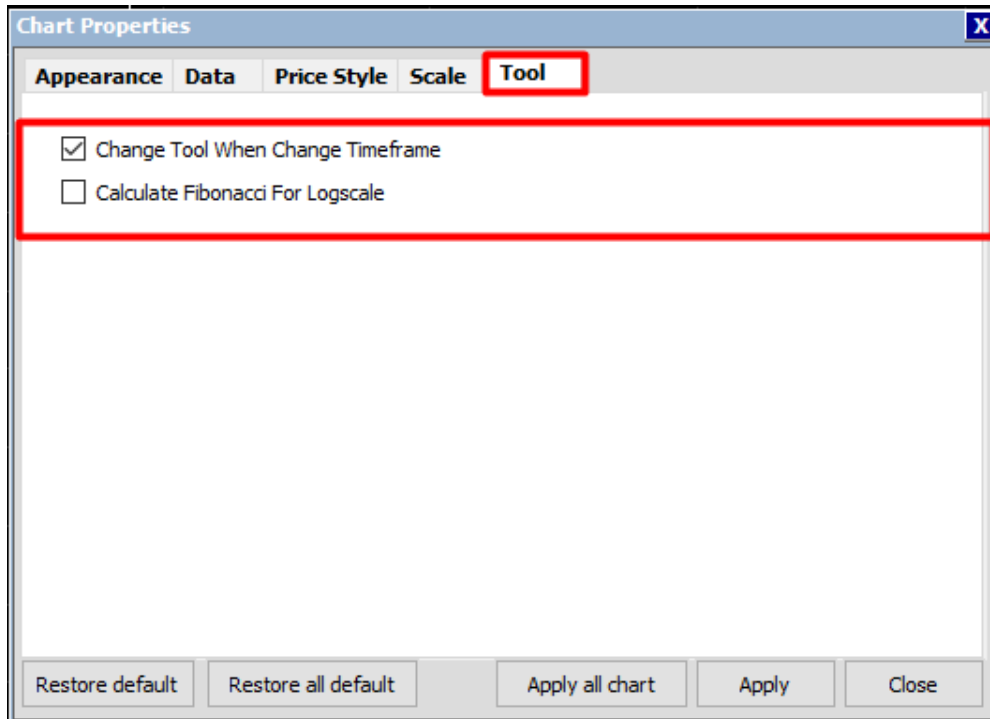 Chart Properties X
Appearance Data Price Style Scale Tool
Change Tool When Change Timeframe
Calculate Fibonacci For Logscale
Restore default Restore all default Apply all chart Apply Close